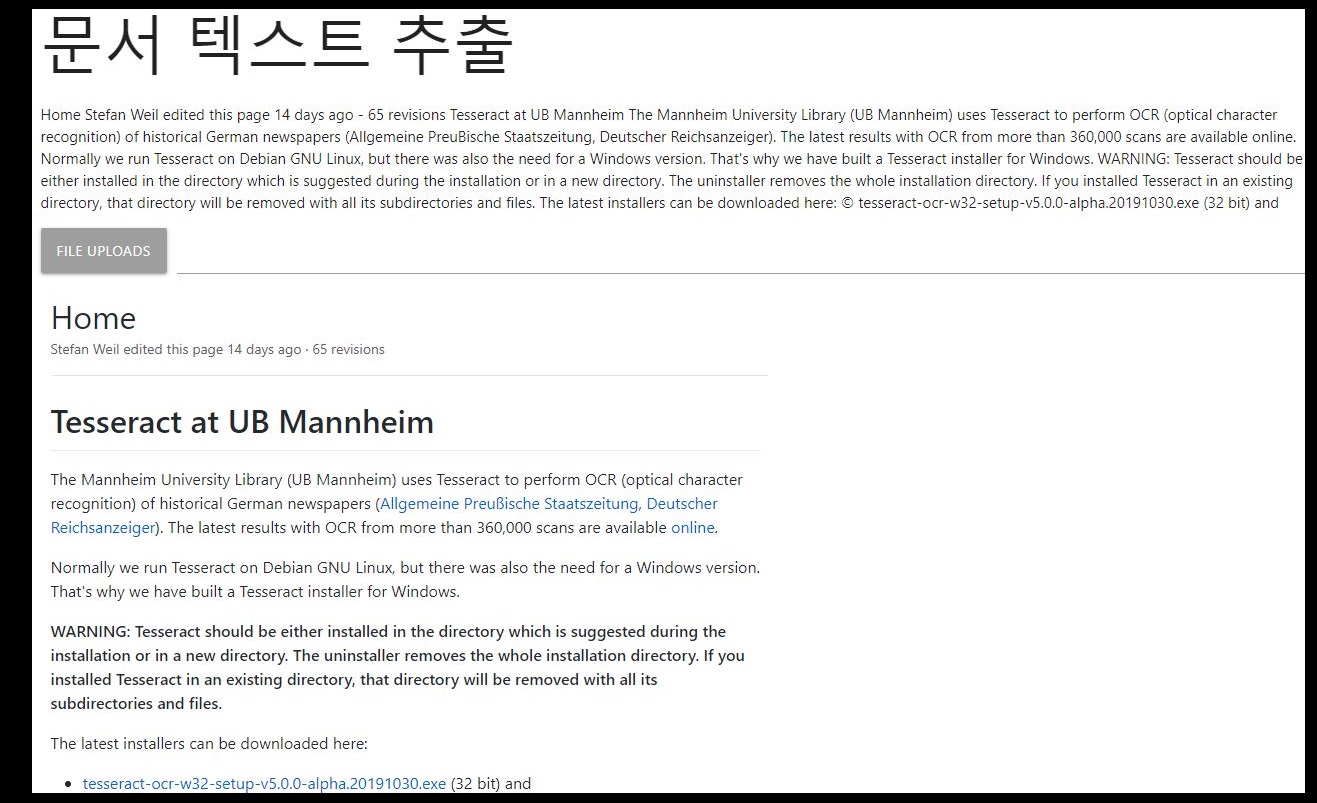 문서 텍스트 추출
Home Stefan Weil edited this page 14 days ago - 65 revisions Tesseract at UB Mannheim The Mannheim University Library (UB Mannheim) uses Tesseract to perform OCR (optical character
recognition) of historical German newspapers (Allgemeine PreuBische Staatszeitung, Deutscher Reichsanzeiger). The latest results with OCR from more than 360,000 scans are available online.
Normally we run Tesseract on Debian GNU Linux, but there was also the need for a Windows version. That's why we have built a Tesseract installer for Windows. WARNING: Tesseract should be
either installed in the directory which is suggested during the installation or in a new directory. The uninstaller removes the whole installation directory. If you installed Tesseract in an existing
directory, that directory will be removed with all its subdirectories and files. The latest installers can be downloaded here: © tesseract-ocr-w32-setup-v5.0.0-alpha.20191030.exe (32 bit) and
FILE UPLOADS
Home
Stefan Weil edited this page 14 days ago · 65 revisions
Tesseract at UB Mannheim
The Mannheim University Library (UB Mannheim) uses Tesseract to perform OCR (optical character
recognition) of historical German newspapers (Allgemeine Preußische Staatszeitung, Deutscher
Reichsanzeiger). The latest results with OCR from more than 360,000 scans are available online.
Normally we run Tesseract on Debian GNU Linux, but there was also the need for a Windows version.
That's why we have built a Tesseract installer for Windows.
WARNING: Tesseract should be either installed in the directory which is suggested during the
installation or in a new directory. The uninstaller removes the whole installation directory. If you
installed Tesseract in an existing directory, that directory will be removed with all its
subdirectories and files.
The latest installers can be downloaded here:
• tesseract-ocr-w32-setup-v5.0.0-alpha.20191030.exe (32 bit) and